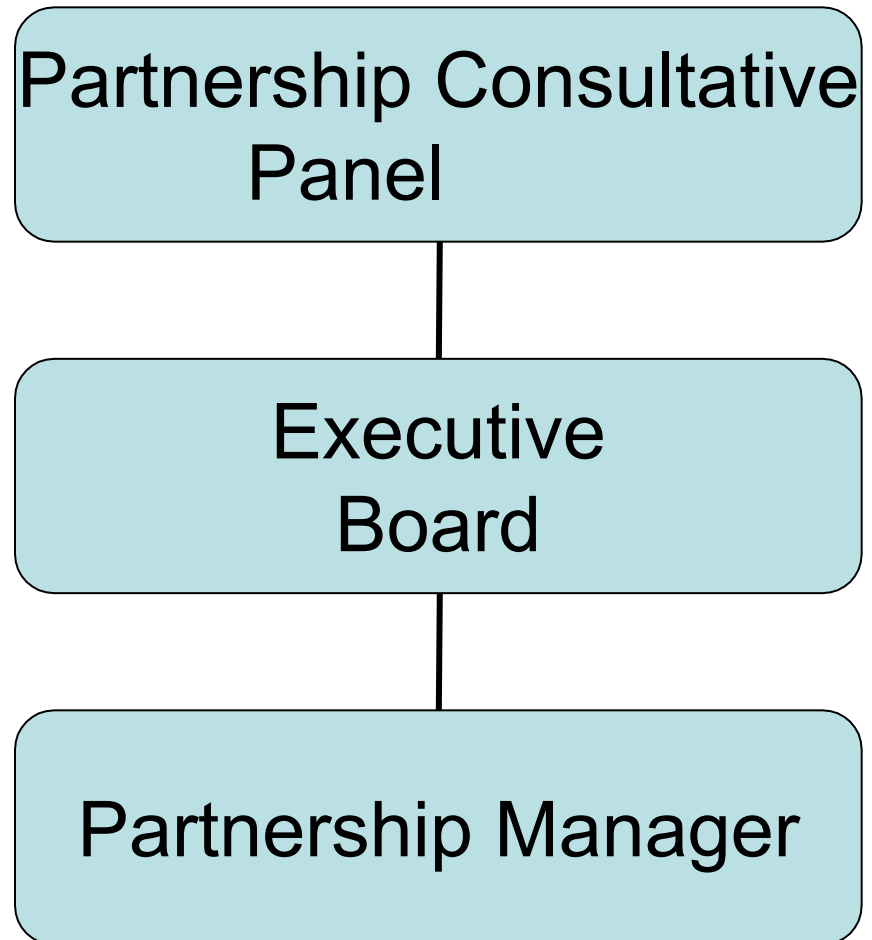 Partnership Consultative
Panel
Executive
Board
Partnership Manager